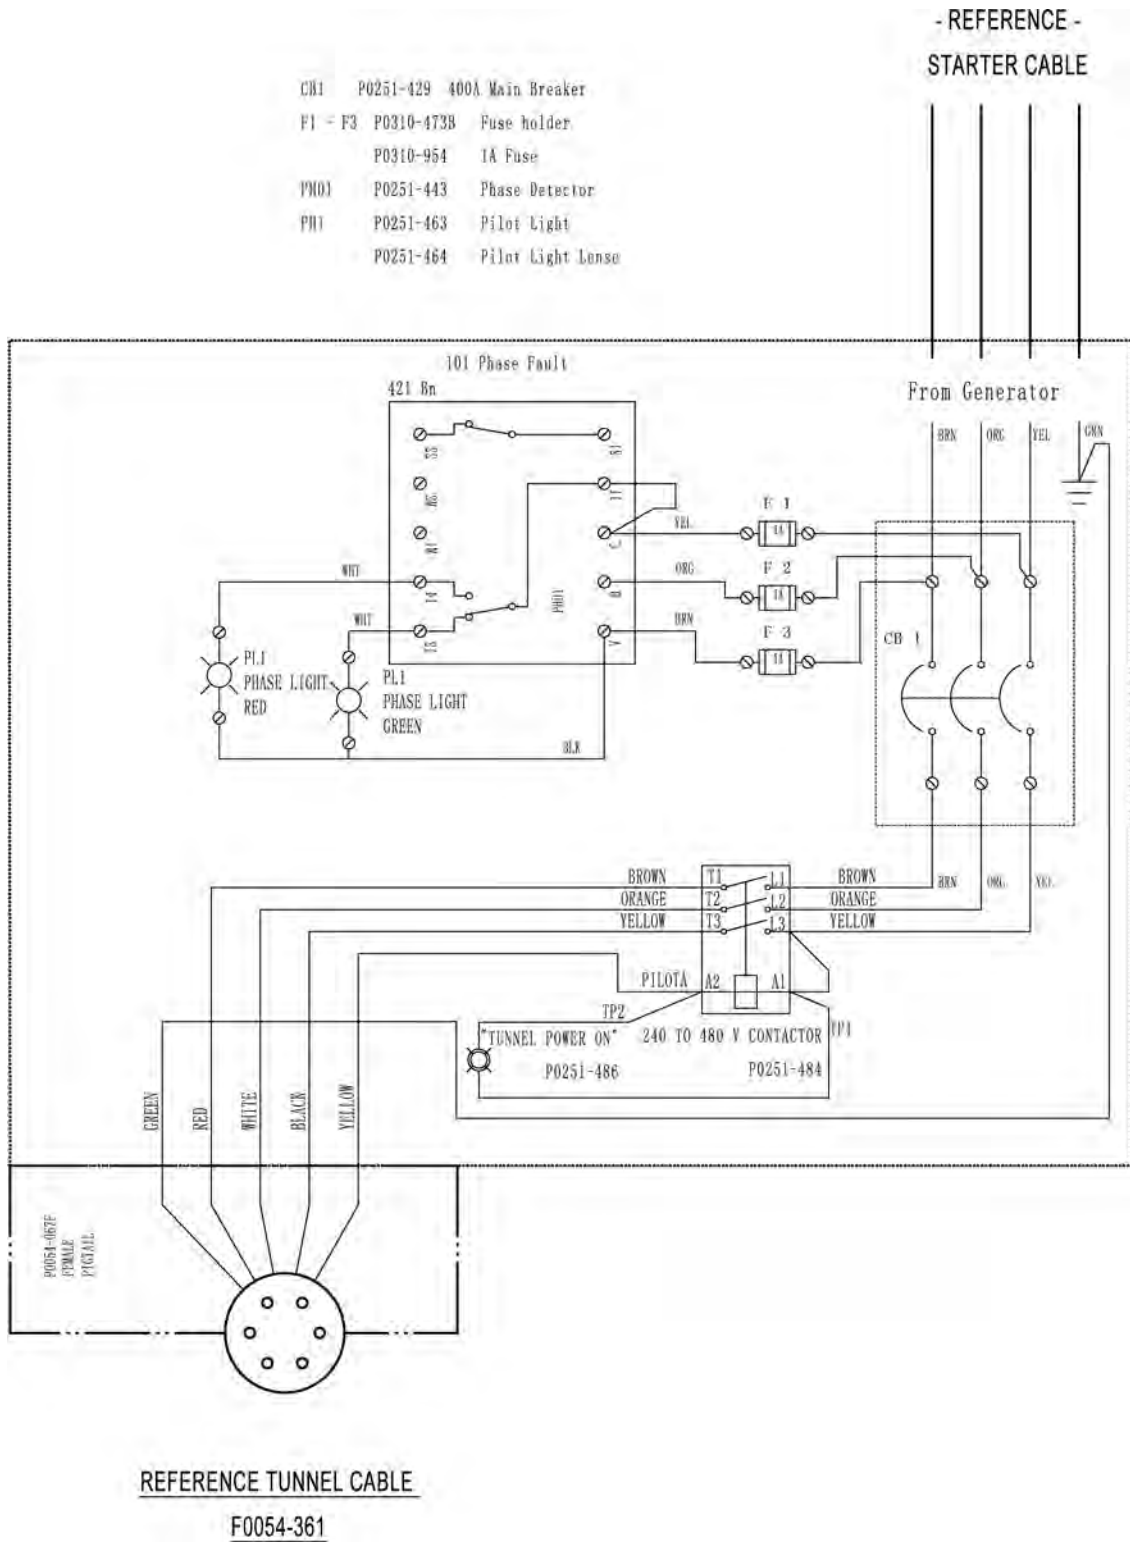 - REFERENCE -
STARTER CABLE
CB1 P0251-429 400A Main Breaker
F1 - F3 P0310-473B Fuse holder
P0310-954 1A Fuse
PM01 P0251-443 Phase Detector
P0251-463 Pilot Light
P0251-464 Pilot Light Lense
101 Phase Fault
421 Bn
From Generator
BRN ORG YEL GRN
F 1
YEL
1A
F 2
ORG
1A
F 3
BRN
1A
WHT
WHT
CB 1
PL1
PHASE LIGHT
RED
PL1
PHASE LIGHT
GREEN
BLK
BROWN T1 L1 BROWN
ORANGE T2 L2 ORANGE
YELLOW T3 L3 YELLOW
BRN ORG YEL
PILOTA A2 A1
TP2
TP1
"TUNNEL POWER ON" 240 TO 480 V CONTACTOR
P0251-486 P0251-484
GREEN
RED
WHITE
BLACK
YELLOW
P0054-067F
FEMALE
PIGTAIL
REFERENCE TUNNEL CABLE
F0054-361